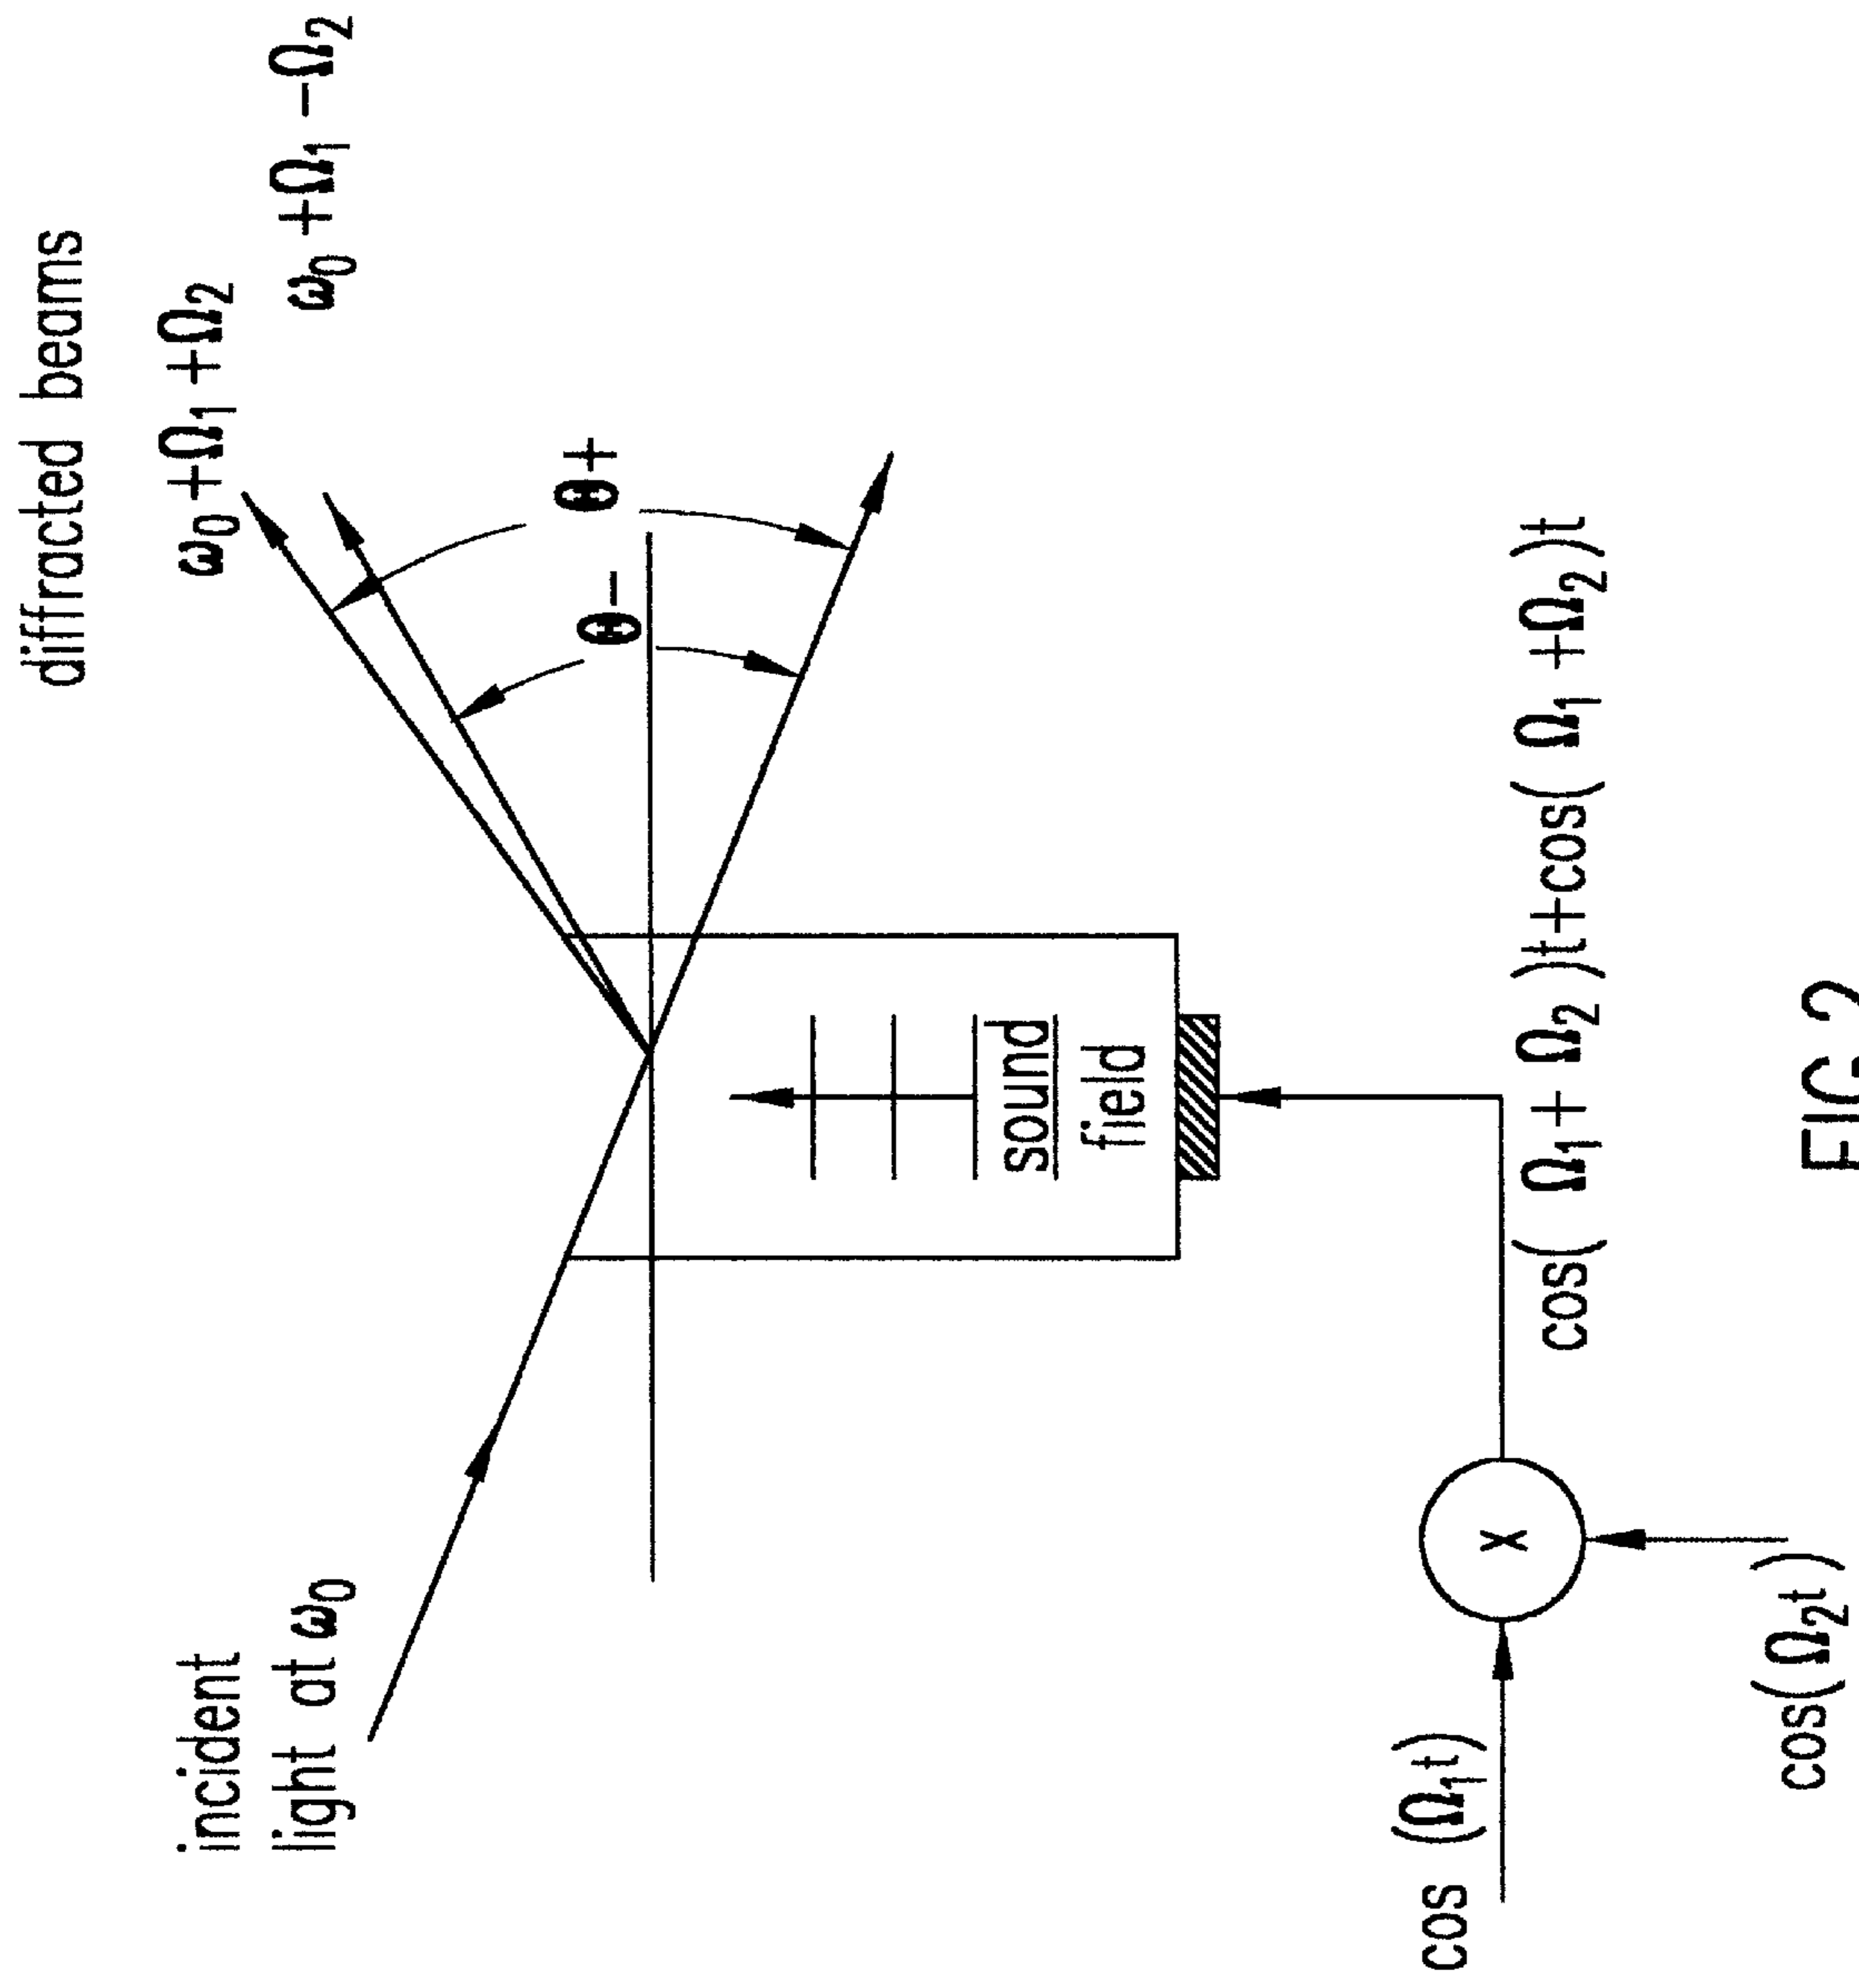 diffracted beams
ω₀+Ω₁+Ω₂
ω₀+Ω₁-Ω₂
incident
light at ω₀
θ+
θ-
sound
field
cos (Ω₁t)
x
cos(Ω₂t)
cos( Ω₁+ Ω₂)t+cos( Ω₁ +Ω₂)t
FIG 2